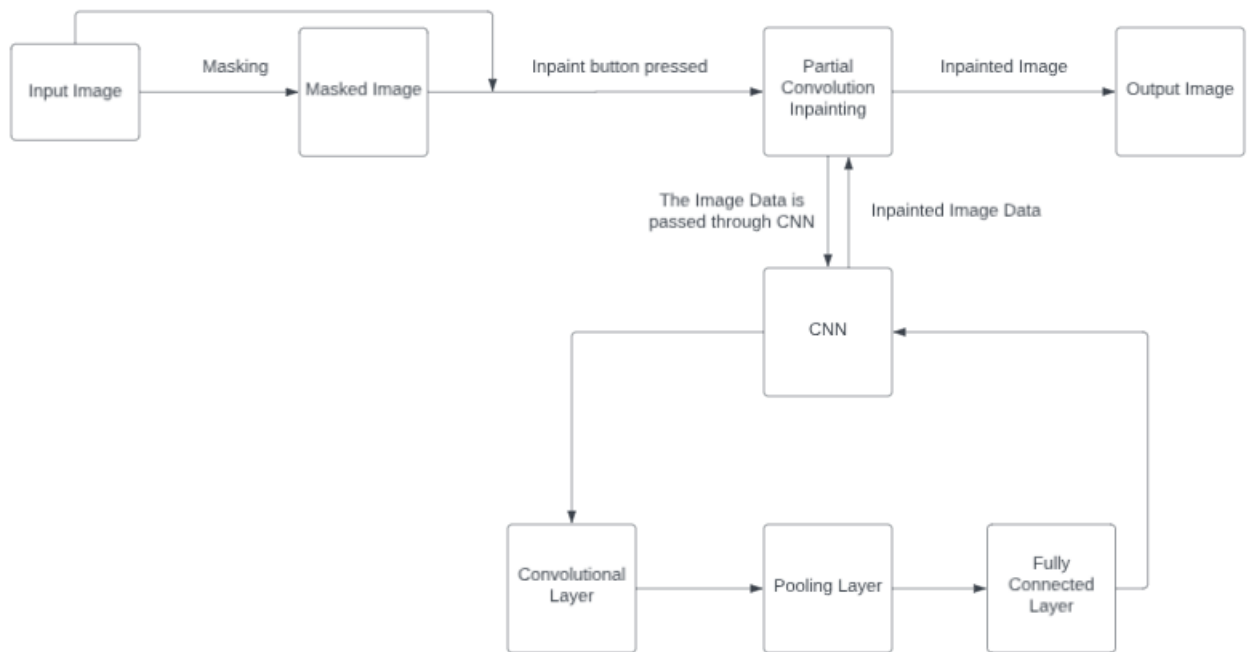 Input Image
Masking
Masked Image
Inpaint button pressed
Partial
Convolution
Inpainting
Inpainted Image
Output Image
The Image Data is
passed through CNN
Inpainted Image Data
CNN
Convolutional
Layer
Pooling Layer
Fully
Connected
Layer